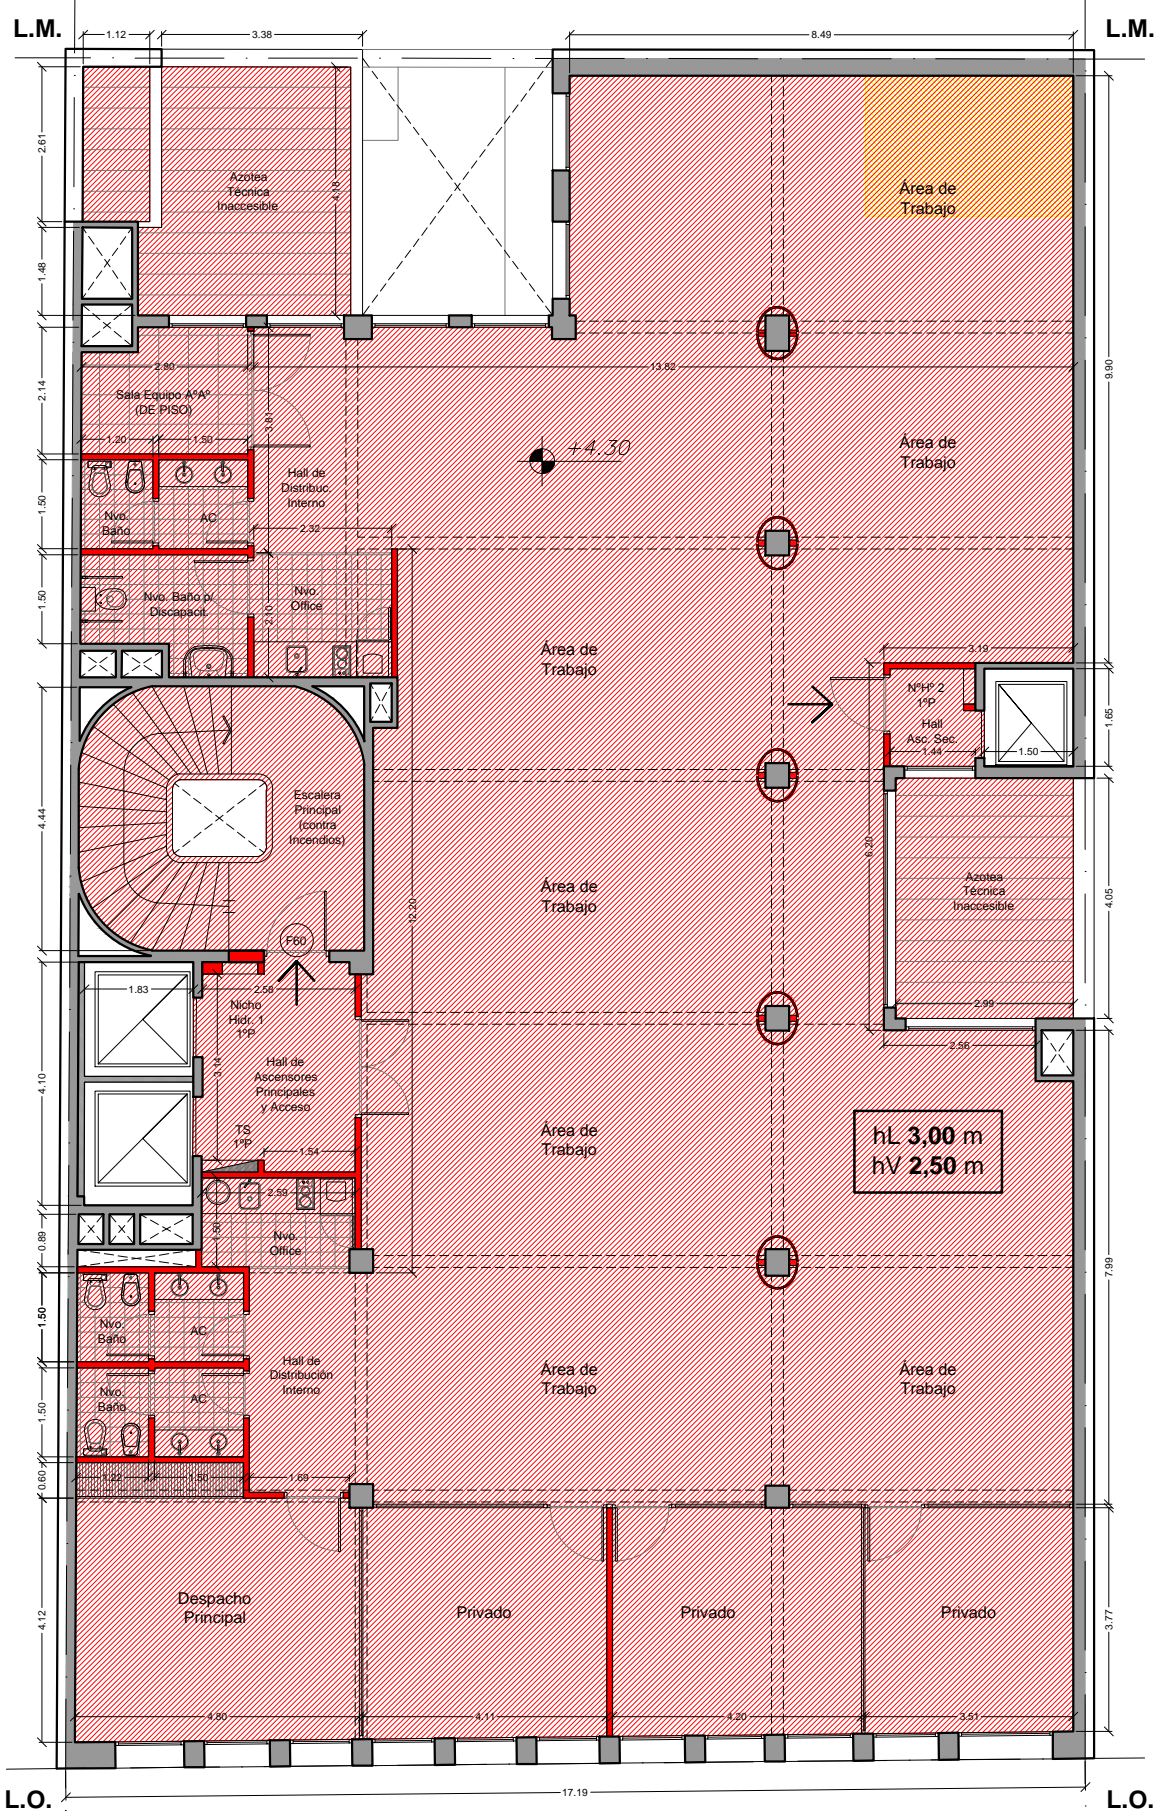 L.M.
L.M.
1.12
3.38
8.49
2.61
4.18
Azotea
Técnica
Inaccesible
Área de
Trabajo
1.48
2.14
2.80
13.82
9.90
Sala Equipo AºAº
(DE PISO)
3.81
1.20
1.50
+4.30
Área de
Trabajo
Hall de
Distribuc.
Interno
1.50
Nvo.
Baño
AC
2.32
1.50
Nvo. Baño p/
Discapacit.
Nvo.
Office
2.10
Área de
Trabajo
3.19
NºHº 2
1ºP
Hall
Asc. Sec.
1.44
1.50
1.65
4.44
Escalera
Principal
(contra
Incendios)
12.20
6.20
Área de
Trabajo
Azotea
Técnica
Inaccesible
4.05
F60
1.83
2.58
2.99
Nicho
Hidr. 1
1ºP
3.14
2.56
4.10
Hall de
Ascensores
Principales
y Acceso
TS
1ºP
1.54
Área de
Trabajo
hL 3,00 m
hV 2,50 m
2.59
1.50
0.89
Nvo.
Office
7.99
1.50
Nvo.
Baño
AC
Hall de
Distribución
Interno
Área de
Trabajo
Área de
Trabajo
1.50
Nvo.
Baño
AC
0.60
1.22
1.50
1.69
4.12
Despacho
Principal
Privado
Privado
Privado
3.77
4.80
4.11
4.20
3.51
17.19
L.O.
L.O.